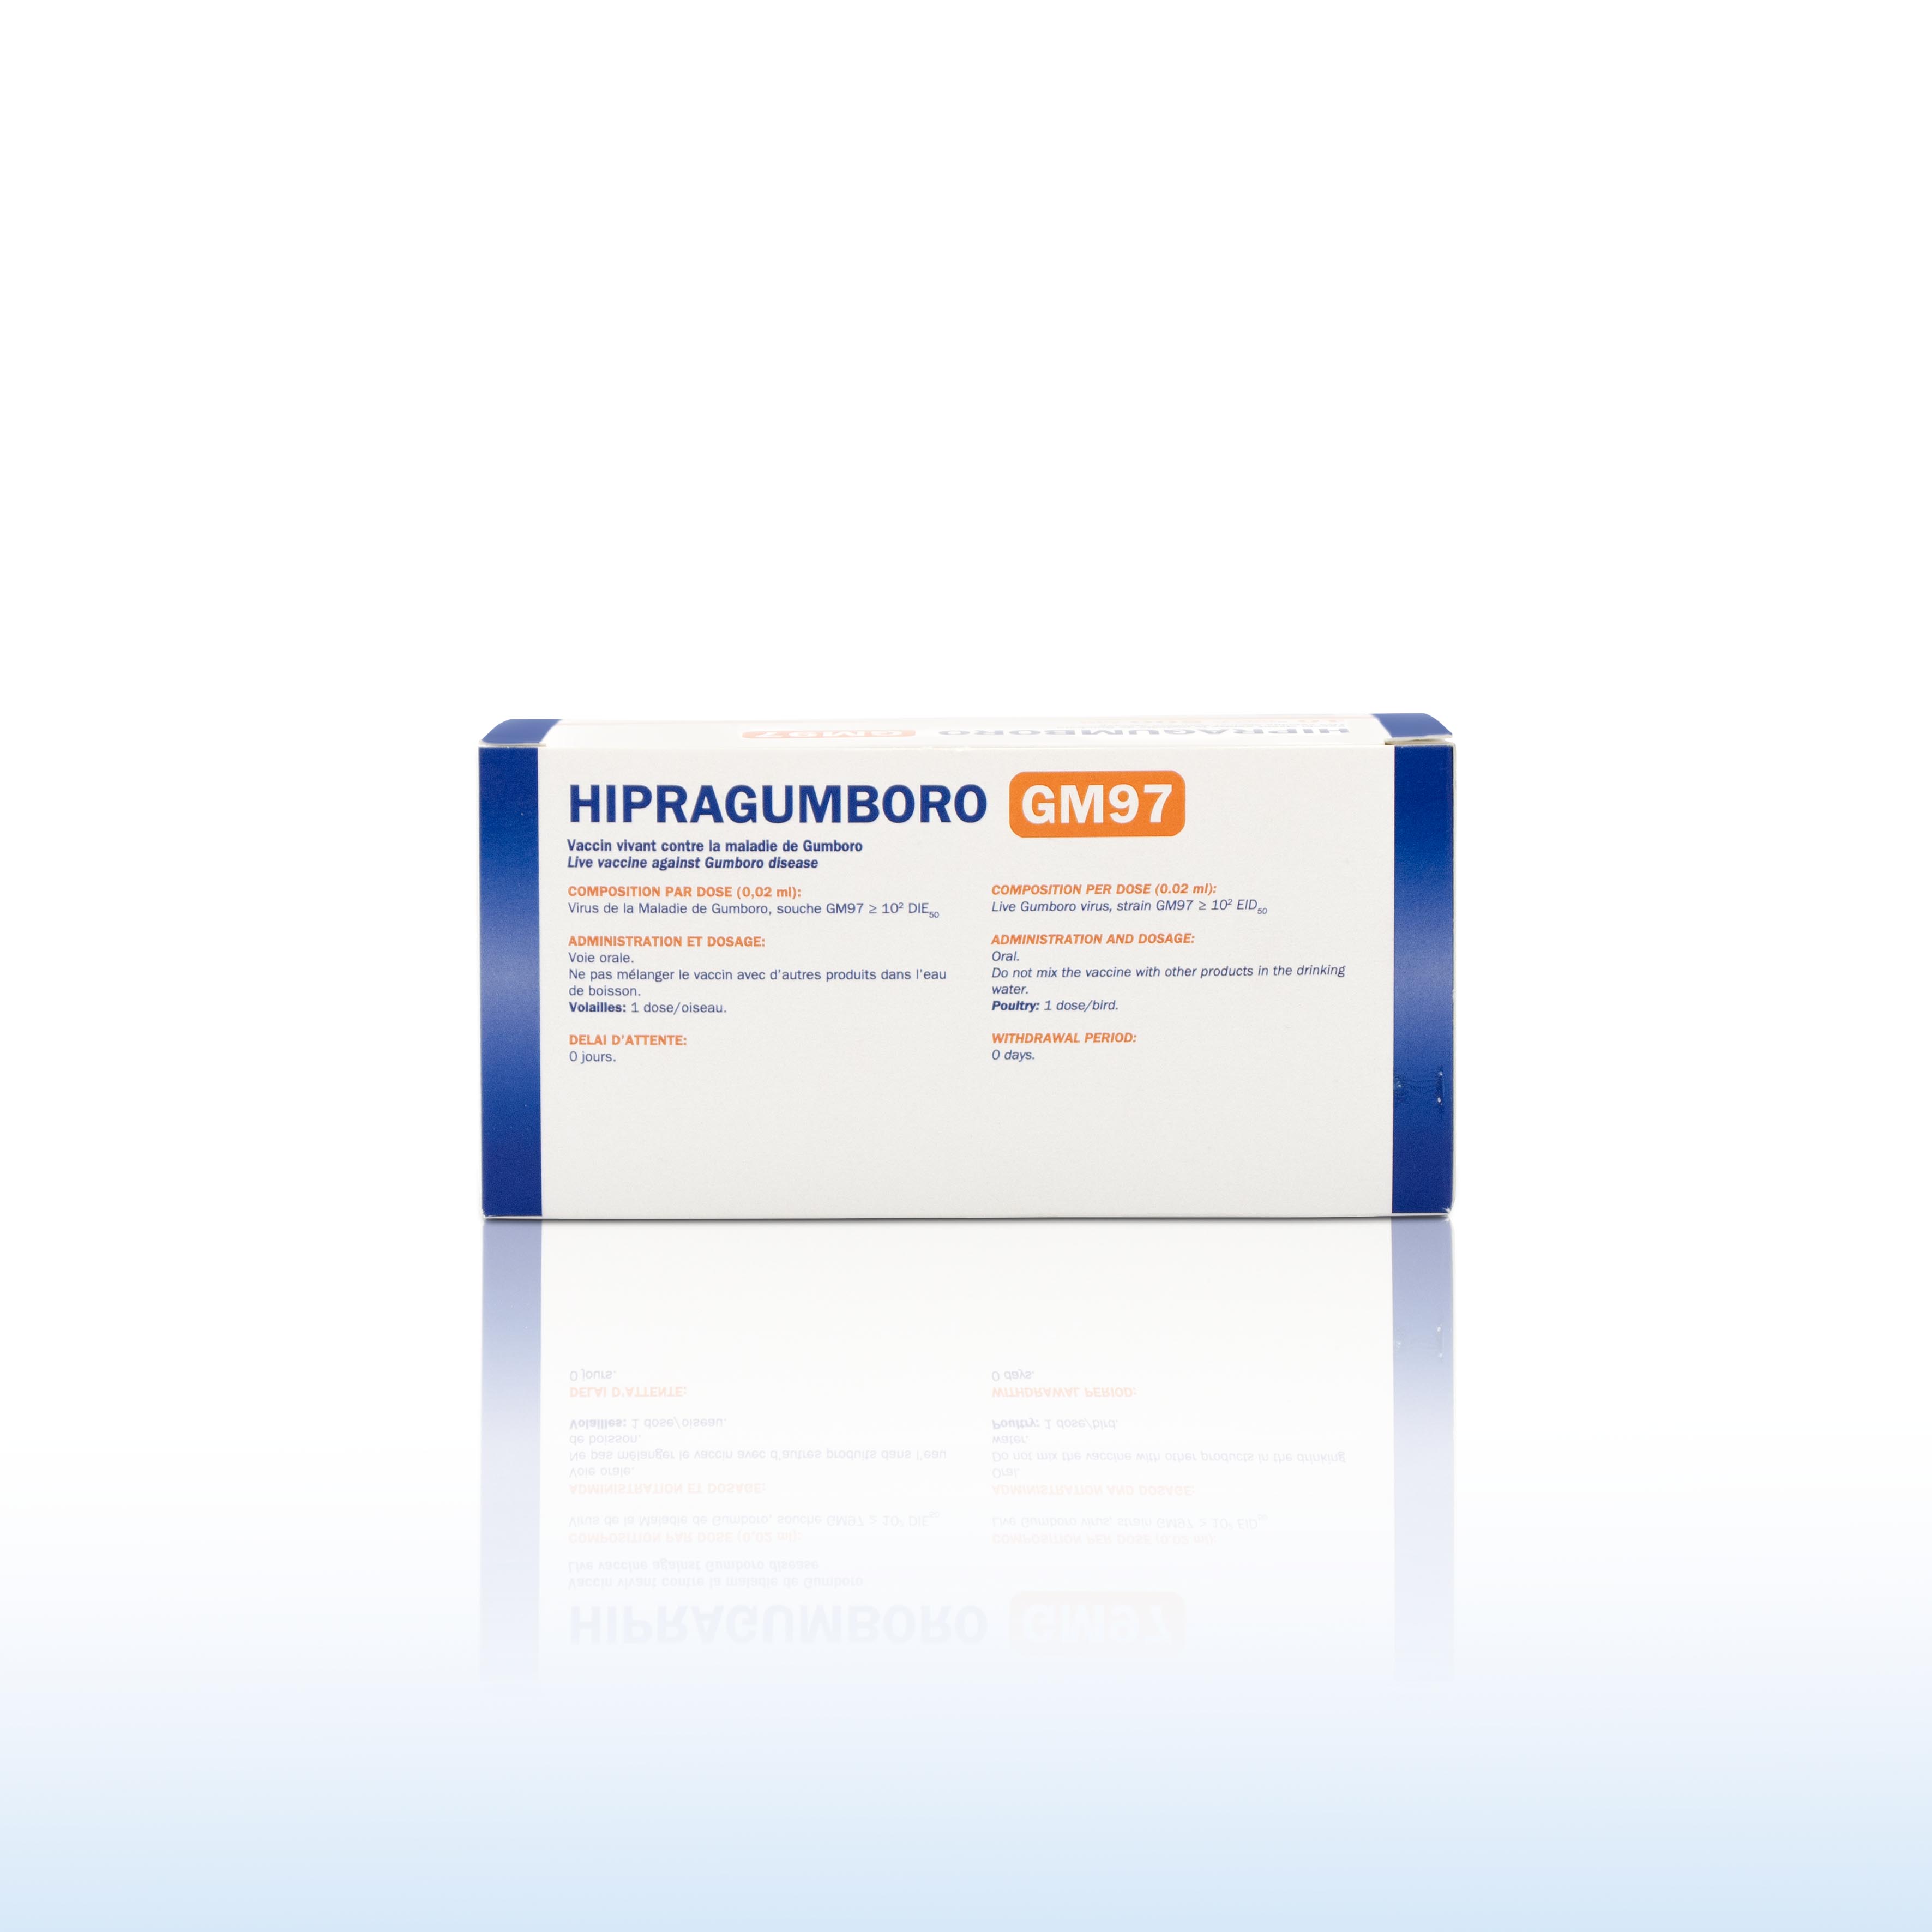 HIPRAGUMBORO GM97
HIPRAGUMBORO GM97
Vaccin vivant contre la maladie de Gumboro
Live vaccine against Gumboro disease
COMPOSITION PAR DOSE (0,02 ml):
Virus de la Maladie de Gumboro, souche GM97 ≥ 10² DIE₅₀
ADMINISTRATION ET DOSAGE:
Voie orale.
Ne pas mélanger le vaccin avec d'autres produits dans l'eau
de boisson.
Volailles: 1 dose/oiseau.
DELAI D'ATTENTE:
0 jours.
COMPOSITION PER DOSE (0.02 ml):
Live Gumboro virus, strain GM97 ≥ 10² EID₅₀
ADMINISTRATION AND DOSAGE:
Oral.
Do not mix the vaccine with other products in the drinking
water.
Poultry: 1 dose/bird.
WITHDRAWAL PERIOD:
0 days.